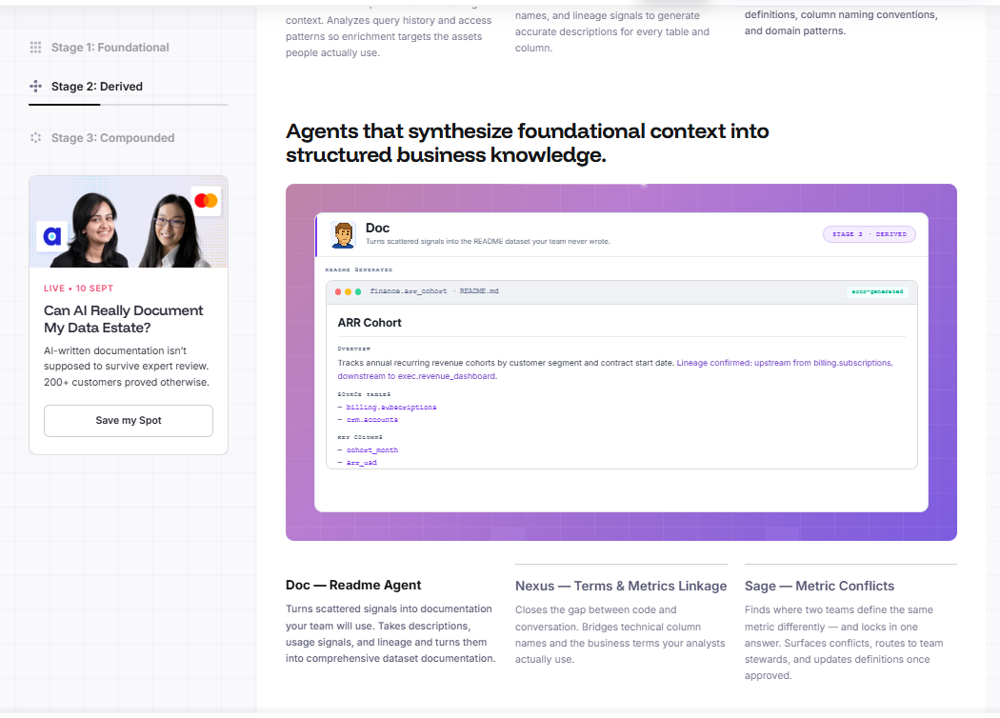 Stage 1: Foundational
Stage 2: Derived
Stage 3: Compounded
a
LIVE • 10 SEPT
Can AI Really Document
My Data Estate?
AI-written documentation isn't
supposed to survive expert review.
200+ customers proved otherwise.
Save my Spot
context. Analyzes query history and access
patterns so enrichment targets the assets
people actually use.
names, and lineage signals to generate
accurate descriptions for every table and
column.
definitions, column naming conventions,
and domain patterns.
Agents that synthesize foundational context into
structured business knowledge.
Doc
Turns scattered signals into the README dataset your team never wrote.
STAGE 2 · DERIVED
README GENERATED
finance.arr_cohort · README.md
auto-generated
ARR Cohort
OVERVIEW
Tracks annual recurring revenue cohorts by customer segment and contract start date. Lineage confirmed: upstream from billing.subscriptions,
downstream to exec.revenue_dashboard.
SOURCE TABLES
— billing.subscriptions
— crm.accounts
KEY COLUMNS
— cohort_month
— arr_usd
Doc — Readme Agent
Turns scattered signals into documentation
your team will use. Takes descriptions,
usage signals, and lineage and turns them
into comprehensive dataset documentation.
Nexus — Terms & Metrics Linkage
Closes the gap between code and
conversation. Bridges technical column
names and the business terms your analysts
actually use.
Sage — Metric Conflicts
Finds where two teams define the same
metric differently — and locks in one
answer. Surfaces conflicts, routes to team
stewards, and updates definitions once
approved.